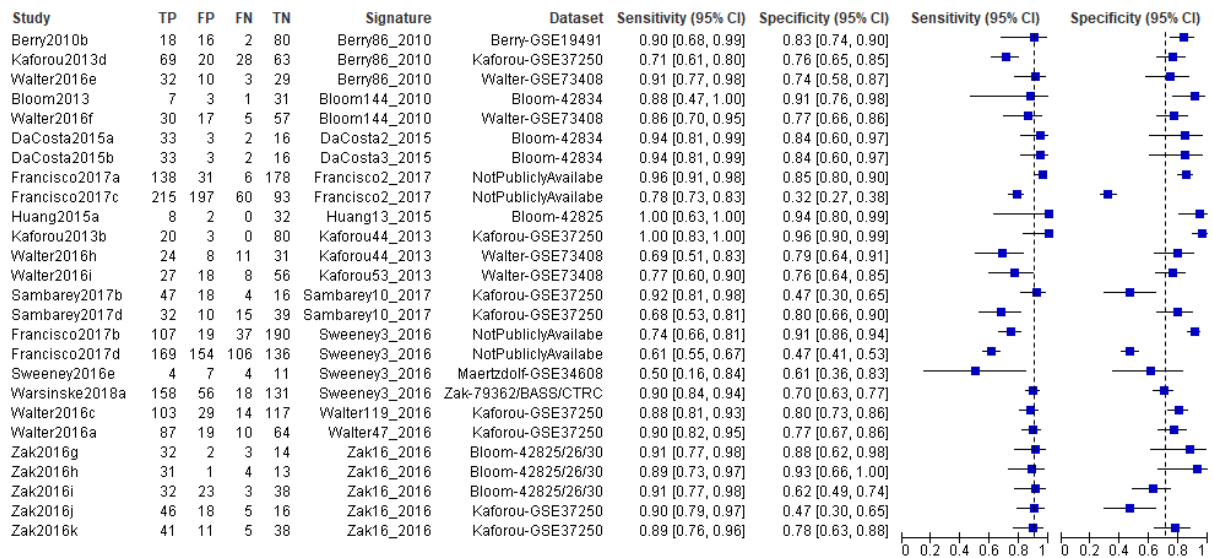 Study TP FP FN TN Signature Dataset Sensitivity (95% CI) Specificity (95% CI) Sensitivity (95% CI) Specificity (95% CI)
Berry2010b 18 16 2 80 Berry86_2010 Berry-GSE19491 0.90 [0.68, 0.99] 0.83 [0.74, 0.90]
Kaforou2013d 69 20 28 63 Berry86_2010 Kaforou-GSE37250 0.71 [0.61, 0.80] 0.76 [0.65, 0.85]
Walter2016e 32 10 3 29 Berry86_2010 Walter-GSE73408 0.91 [0.77, 0.98] 0.74 [0.58, 0.87]
Bloom2013 7 3 1 31 Bloom144_2010 Bloom-42834 0.88 [0.47, 1.00] 0.91 [0.76, 0.98]
Walter2016f 30 17 5 57 Bloom144_2010 Walter-GSE73408 0.86 [0.70, 0.95] 0.77 [0.66, 0.86]
DaCosta2015a 33 3 2 16 DaCosta2_2015 Bloom-42834 0.94 [0.81, 0.99] 0.84 [0.60, 0.97]
DaCosta2015b 33 3 2 16 DaCosta3_2015 Bloom-42834 0.94 [0.81, 0.99] 0.84 [0.60, 0.97]
Francisco2017a 138 31 6 178 Francisco2_2017 NotPubliclyAvailabe 0.96 [0.91, 0.98] 0.85 [0.80, 0.90]
Francisco2017c 215 197 60 93 Francisco2_2017 NotPubliclyAvailabe 0.78 [0.73, 0.83] 0.32 [0.27, 0.38]
Huang2015a 8 2 0 32 Huang13_2015 Bloom-42825 1.00 [0.63, 1.00] 0.94 [0.80, 0.99]
Kaforou2013b 20 3 0 80 Kaforou44_2013 Kaforou-GSE37250 1.00 [0.83, 1.00] 0.96 [0.90, 0.99]
Walter2016h 24 8 11 31 Kaforou44_2013 Walter-GSE73408 0.69 [0.51, 0.83] 0.79 [0.64, 0.91]
Walter2016i 27 18 8 56 Kaforou53_2013 Walter-GSE73408 0.77 [0.60, 0.90] 0.76 [0.64, 0.85]
Sambarey2017b 47 18 4 16 Sambarey10_2017 Kaforou-GSE37250 0.92 [0.81, 0.98] 0.47 [0.30, 0.65]
Sambarey2017d 32 10 15 39 Sambarey10_2017 Kaforou-GSE37250 0.68 [0.53, 0.81] 0.80 [0.66, 0.90]
Francisco2017b 107 19 37 190 Sweeney3_2016 NotPubliclyAvailabe 0.74 [0.66, 0.81] 0.91 [0.86, 0.94]
Francisco2017d 169 154 106 136 Sweeney3_2016 NotPubliclyAvailabe 0.61 [0.55, 0.67] 0.47 [0.41, 0.53]
Sweeney2016e 4 7 4 11 Sweeney3_2016 Maertzdolf-GSE34608 0.50 [0.16, 0.84] 0.61 [0.36, 0.83]
Warsinske2018a 158 56 18 131 Sweeney3_2016 Zak-79362/BASS/CTRC 0.90 [0.84, 0.94] 0.70 [0.63, 0.77]
Walter2016c 103 29 14 117 Walter119_2016 Kaforou-GSE37250 0.88 [0.81, 0.93] 0.80 [0.73, 0.86]
Walter2016a 87 19 10 64 Walter47_2016 Kaforou-GSE37250 0.90 [0.82, 0.95] 0.77 [0.67, 0.86]
Zak2016g 32 2 3 14 Zak16_2016 Bloom-42825/26/30 0.91 [0.77, 0.98] 0.88 [0.62, 0.98]
Zak2016h 31 1 4 13 Zak16_2016 Bloom-42825/26/30 0.89 [0.73, 0.97] 0.93 [0.66, 1.00]
Zak2016i 32 23 3 38 Zak16_2016 Bloom-42825/26/30 0.91 [0.77, 0.98] 0.62 [0.49, 0.74]
Zak2016j 46 18 5 16 Zak16_2016 Kaforou-GSE37250 0.90 [0.79, 0.97] 0.47 [0.30, 0.65]
Zak2016k 41 11 5 38 Zak16_2016 Kaforou-GSE37250 0.89 [0.76, 0.96] 0.78 [0.63, 0.88]
0 0.2 0.4 0.6 0.8 1 0 0.2 0.4 0.6 0.8 1